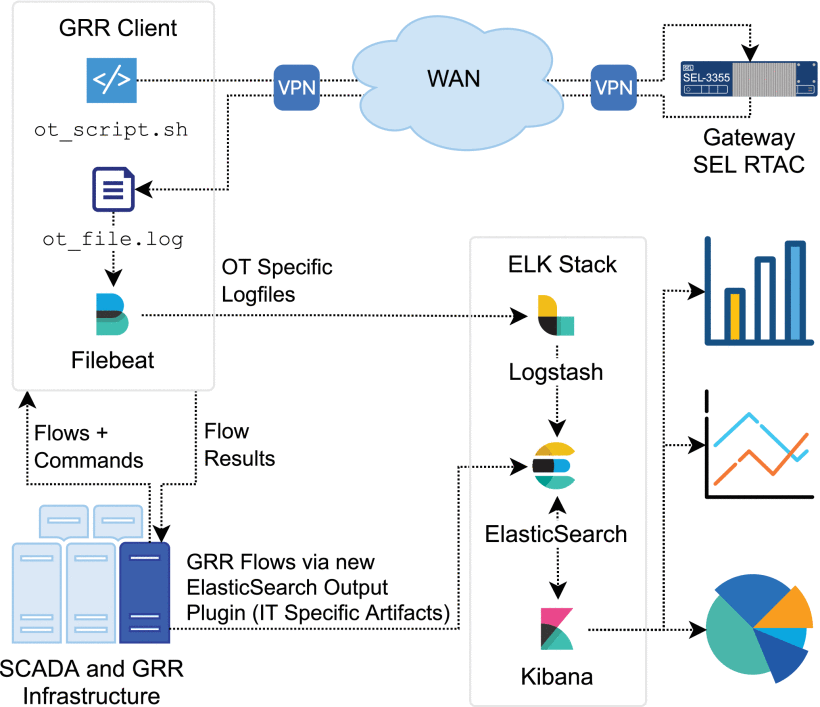 GRR Client
ot_script.sh
VPN
WAN
VPN
SEL
SEL-3355
Gateway
SEL RTAC
ot_file.log
Filebeat
OT Specific
Logfiles
ELK Stack
Logstash
ElasticSearch
Kibana
Flows +
Commands
Flow
Results
GRR Flows via new
ElasticSearch Output
Plugin (IT Specific Artifacts)
SCADA and GRR
Infrastructure